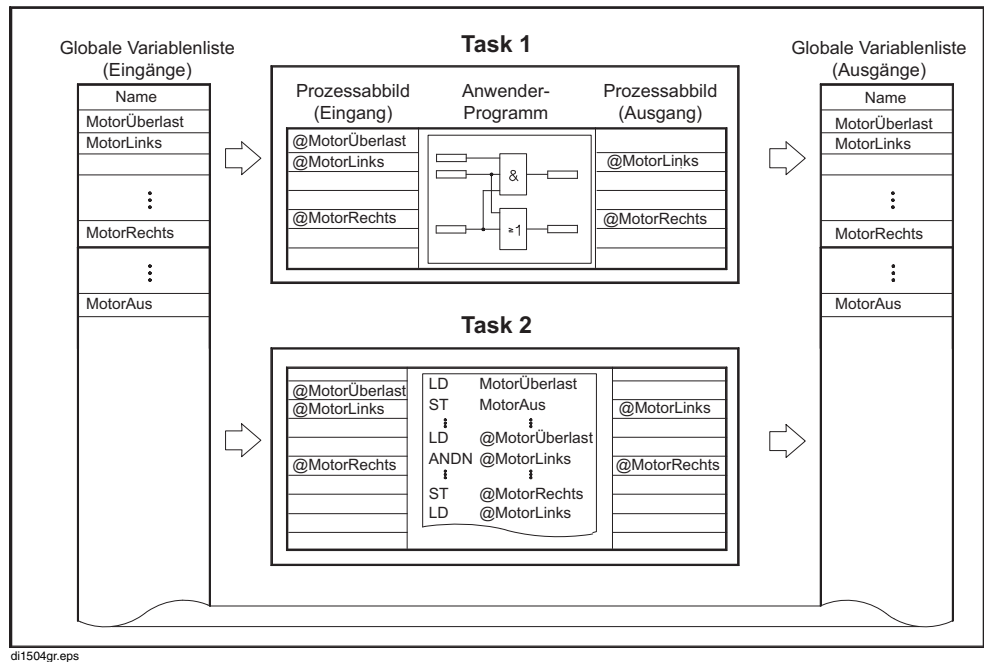 Globale Variablenliste
(Eingänge)
Name
MotorÜberlast
MotorLinks
MotorRechts
MotorAus
Task 1
Prozessabbild
(Eingang)
Anwender-
Programm
Prozessabbild
(Ausgang)
@MotorÜberlast
@MotorLinks
@MotorRechts
&
≥1
@MotorLinks
@MotorRechts
Task 2
@MotorÜberlast
@MotorLinks
@MotorRechts
LD MotorÜberlast
ST MotorAus
LD @MotorÜberlast
ANDN @MotorLinks
ST @MotorRechts
LD @MotorLinks
@MotorLinks
@MotorRechts
Globale Variablenliste
(Ausgänge)
Name
MotorÜberlast
MotorLinks
MotorRechts
MotorAus
di1504gr.eps